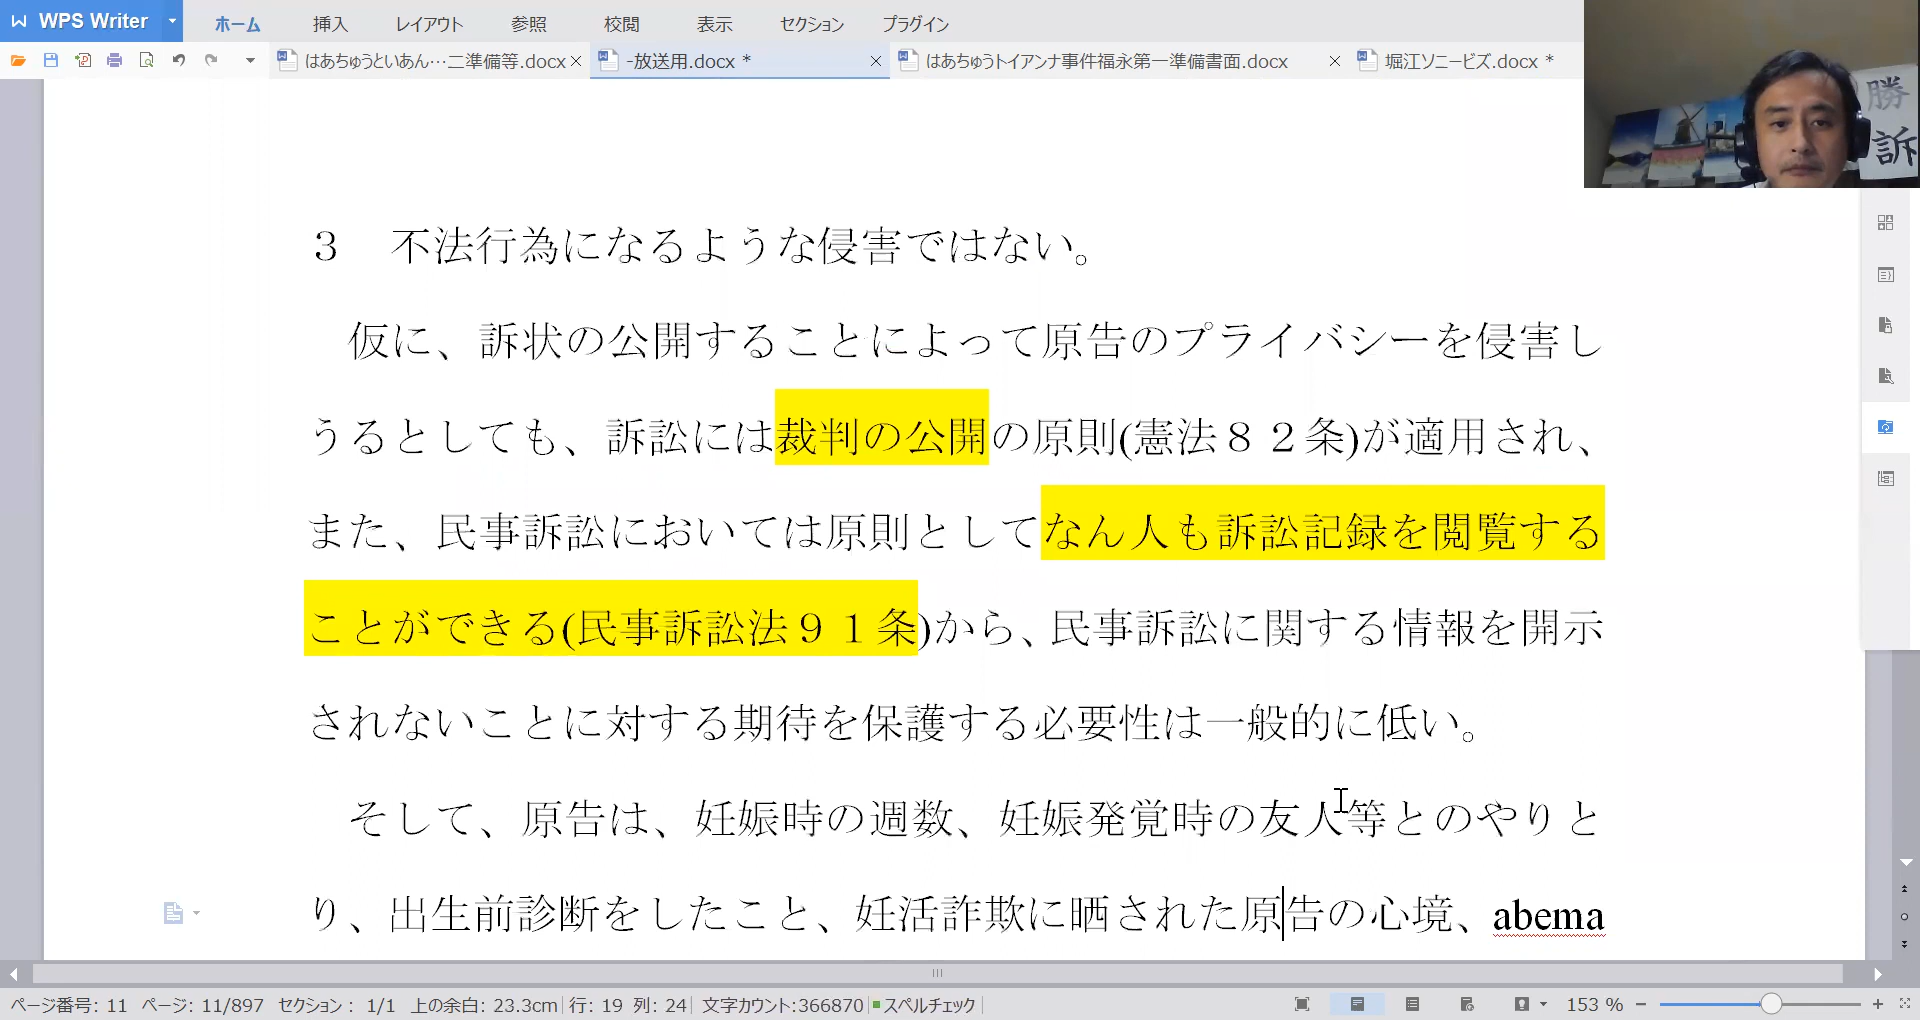 WPS Writer
ホーム 挿入 レイアウト 参照 校閲 表示 セクション プラグイン
はあちゅうといあん…二準備等.docx
-放送用.docx *
はあちゅうトイアンナ事件福永第一準備書面.docx
堀江ソニービズ.docx *
勝訴
３　不法行為になるような侵害ではない。
仮に、訴状の公開することによって原告のプライバシーを侵害し
うるとしても、訴訟には裁判の公開の原則(憲法８２条)が適用され、
また、民事訴訟においては原則としてなん人も訴訟記録を閲覧する
ことができる(民事訴訟法９１条)から、民事訴訟に関する情報を開示
されないことに対する期待を保護する必要性は一般的に低い。
そして、原告は、妊娠時の週数、妊娠発覚時の友人等とのやりと
り、出生前診断をしたこと、妊活詐欺に晒された原告の心境、abema
ページ番号: 11 ページ: 11/897 セクション: 1/1 上の余白: 23.3cm 行: 19 列: 24 文字カウント:366870 スペルチェック 153 %